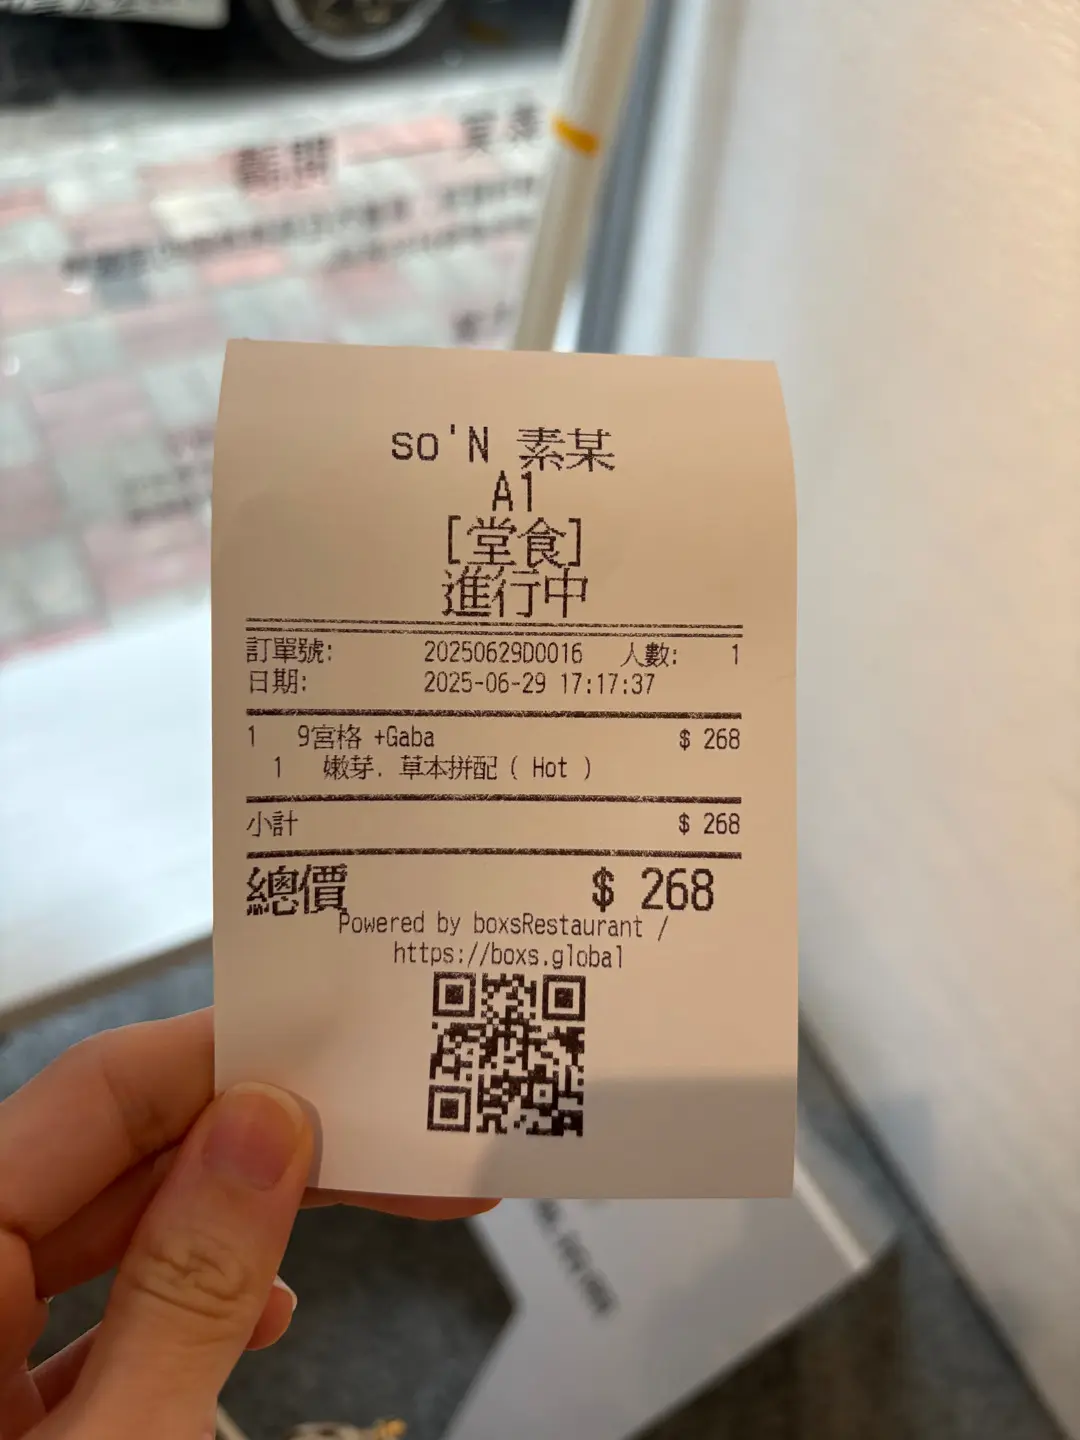 so'N 素某
A1
[堂食]
進行中
訂單號: 20250629D0016 人數: 1
日期: 2025-06-29 17:17:37
1 9宮格 +Gaba $ 268
1 嫩芽. 草本拼配 ( Hot )
小計 $ 268
總價 $ 268
Powered by boxsRestaurant /
https://boxs.global